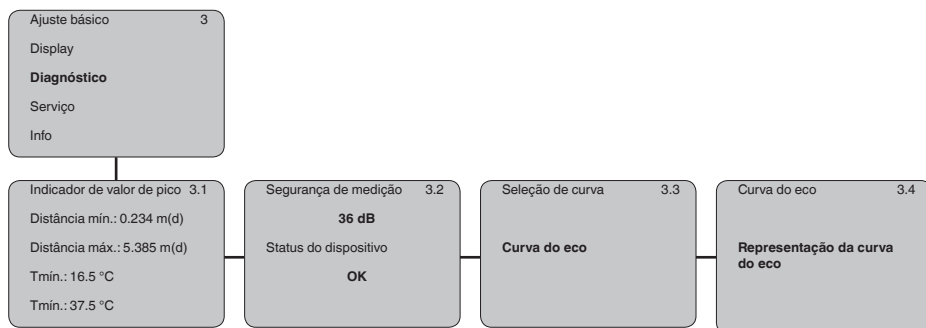 Ajuste básico 3
Display
Diagnóstico
Serviço
Info
Indicador de valor de pico 3.1
Distância mín.: 0.234 m(d)
Distância máx.: 5.385 m(d)
Tmín.: 16.5 °C
Tmín.: 37.5 °C
Segurança de medição 3.2
36 dB
Status do dispositivo
OK
Seleção de curva 3.3
Curva do eco
Curva do eco 3.4
Representação da curva
do eco